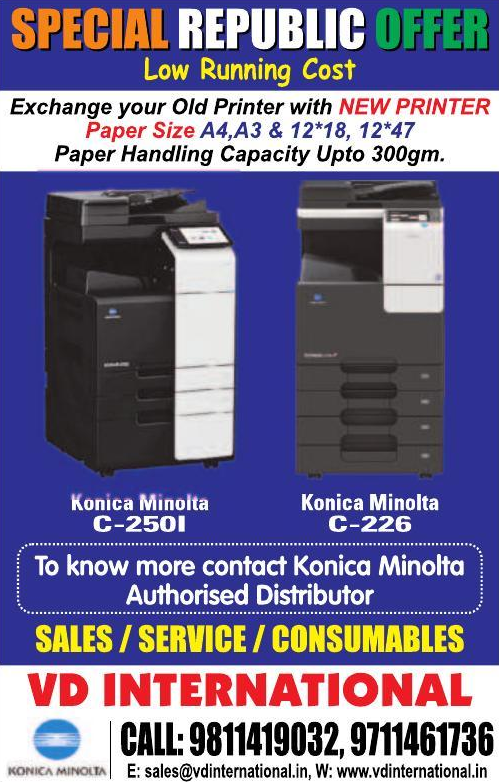 SPECIAL REPUBLIC OFFER
Low Running Cost
Exchange your Old Printer with NEW PRINTER
Paper Size A4,A3 & 12*18, 12*47
Paper Handling Capacity Upto 300gm.
Konica Minolta
C-250I
Konica Minolta
C-226
To know more contact Konica Minolta
Authorised Distributor
SALES / SERVICE / CONSUMABLES
VD INTERNATIONAL
KONICA MINOLTA
CALL: 9811419032, 9711461736
E: sales@vdinternational.in, W: www.vdinternational.in